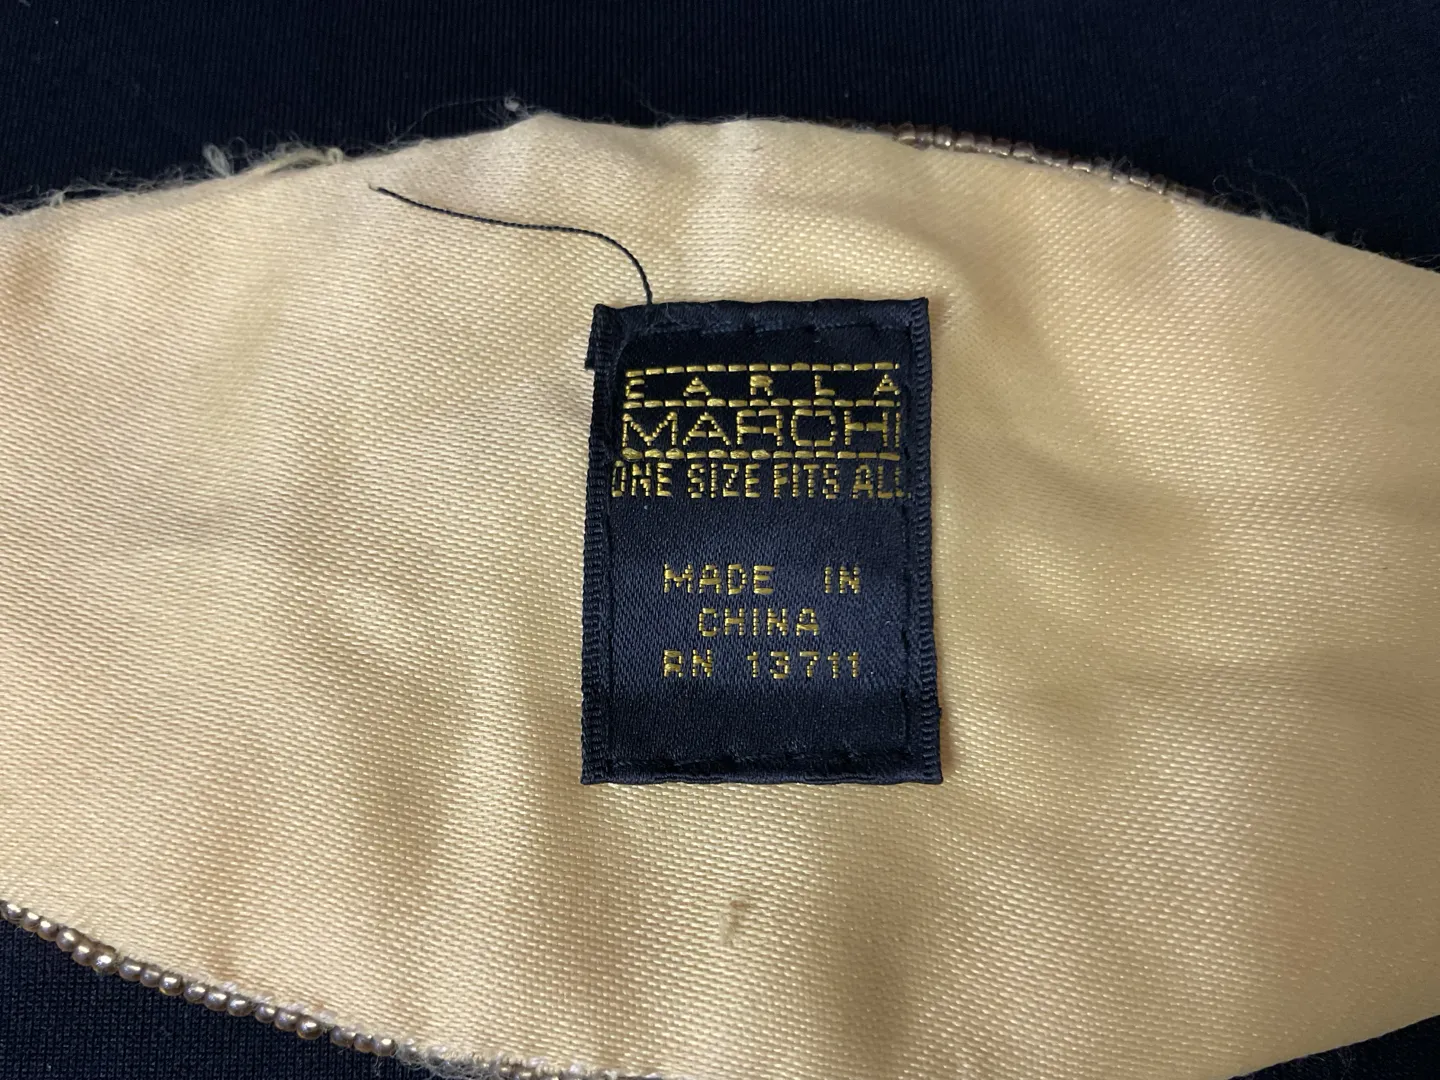 CARLA
MARCHI
ONE SIZE FITS ALL
MADE IN
CHINA
RN 13711